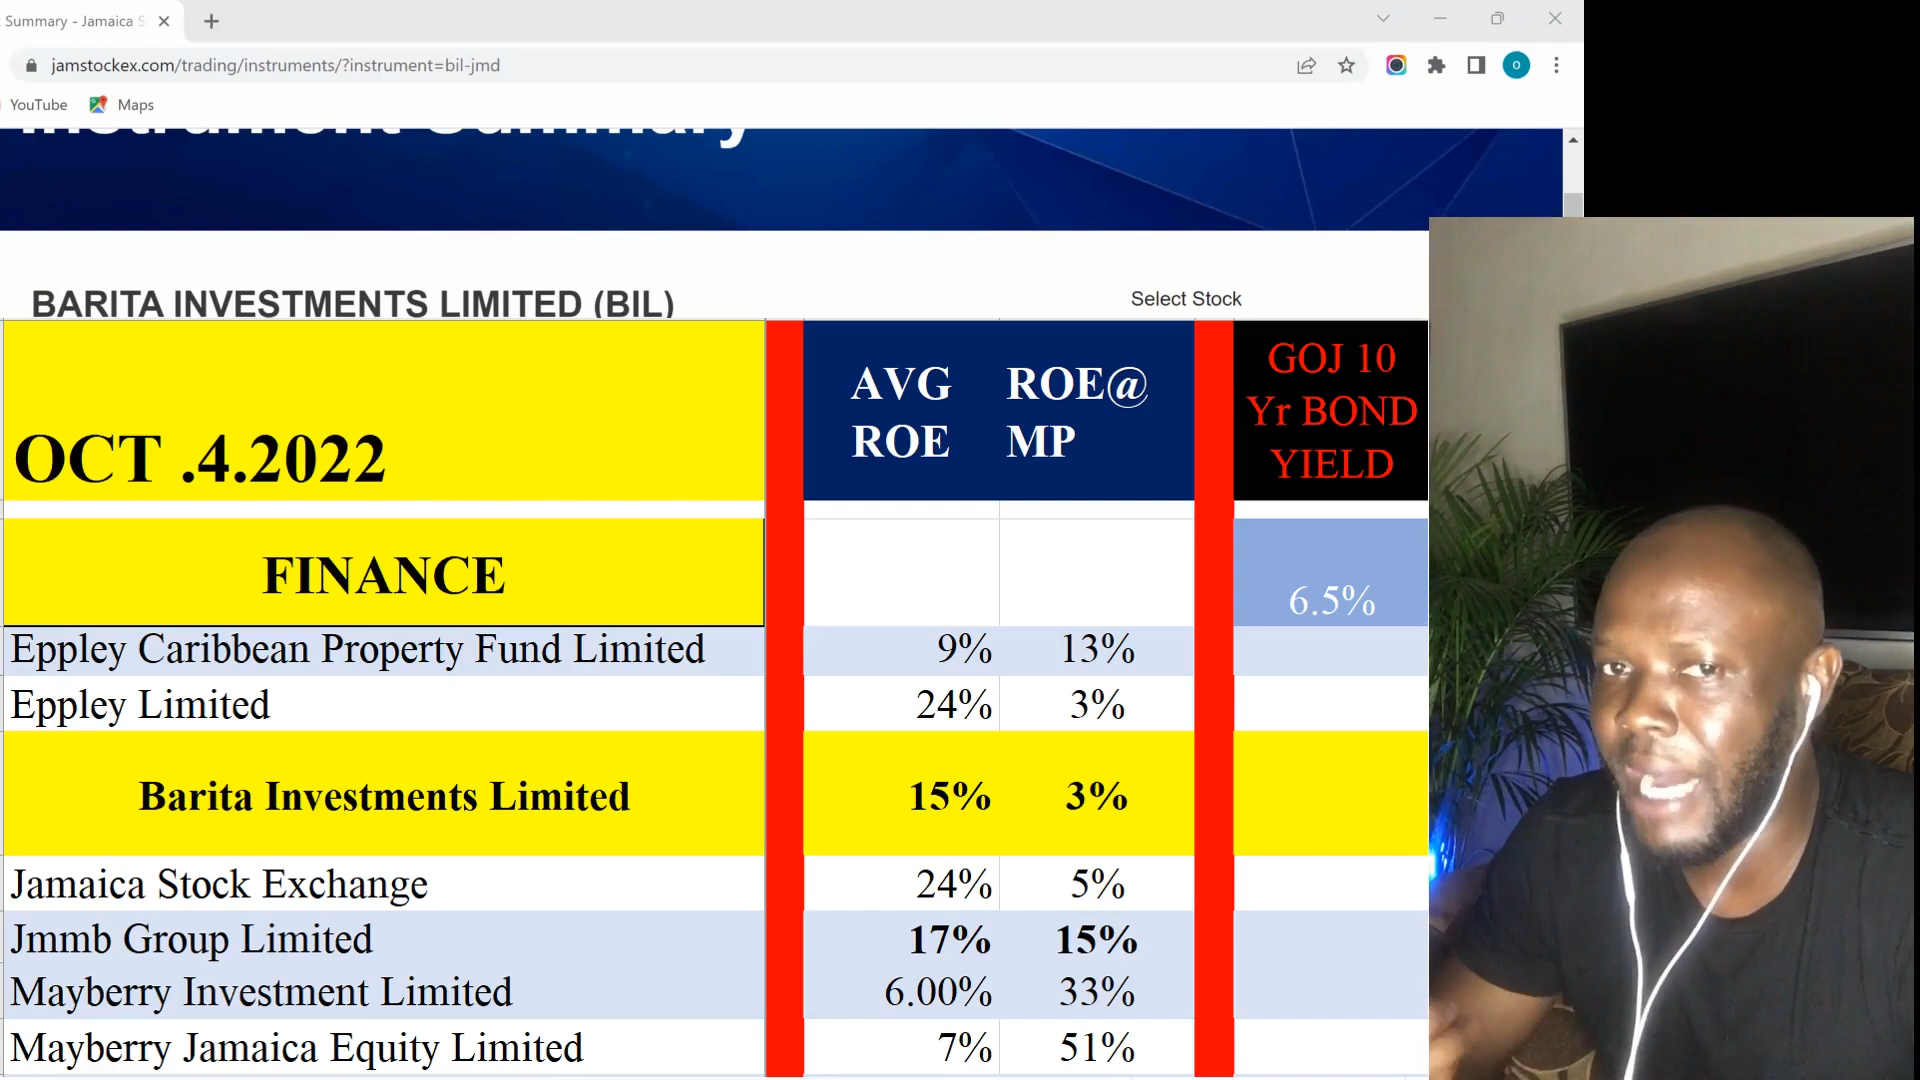 Summary - Jamaica S
jamstockex.com/trading/instruments/?instrument=bil-jmd
o
YouTube
Maps
Instrument Summary
BARITA INVESTMENTS LIMITED (BIL)
Select Stock
OCT .4.2022
AVG ROE@
ROE MP
GOJ 10
Yr BOND
YIELD
FINANCE
6.5%
Eppley Caribbean Property Fund Limited 9% 13%
Eppley Limited 24% 3%
Barita Investments Limited 15% 3%
Jamaica Stock Exchange 24% 5%
Jmmb Group Limited 17% 15%
Mayberry Investment Limited 6.00% 33%
Mayberry Jamaica Equity Limited 7% 51%